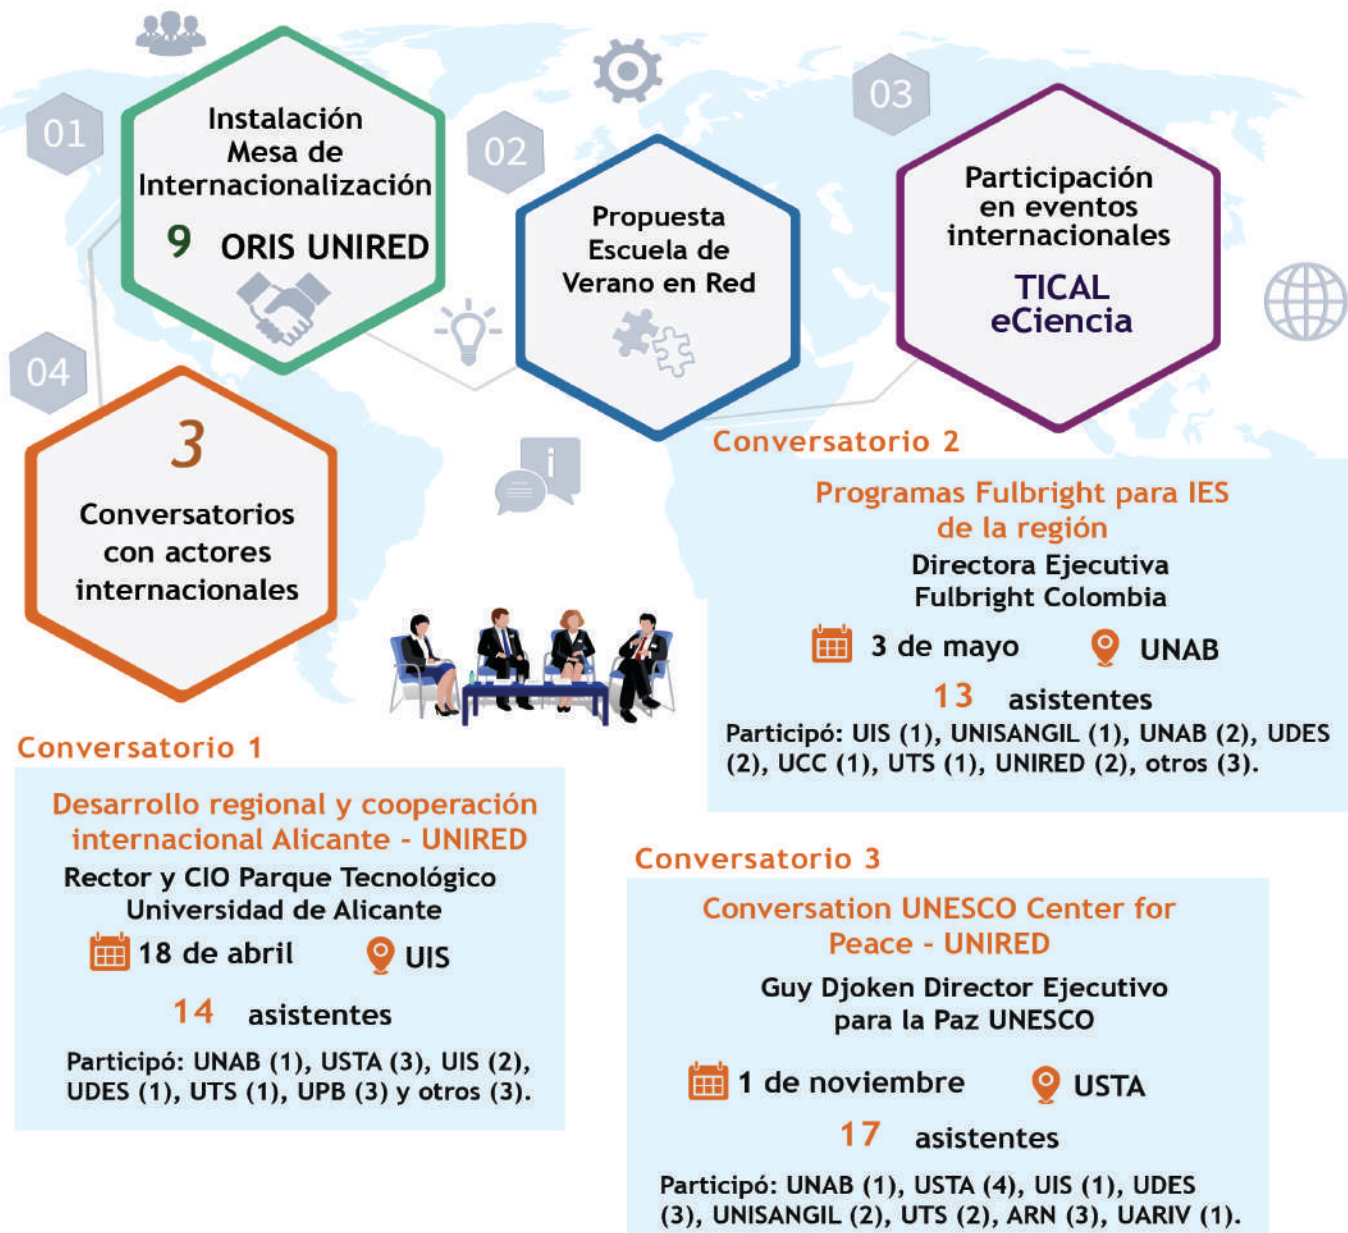 01
Instalación
Mesa de
Internacionalización
9 ORIS UNIRED
02
Propuesta
Escuela de
Verano en Red
03
Participación
en eventos
internacionales
TICAL
eCiencia
04
3
Conversatorios
con actores
internacionales
i
Conversatorio 1
Desarrollo regional y cooperación
internacional Alicante - UNIRED
Rector y CIO Parque Tecnológico
Universidad de Alicante
18 de abril UIS
14 asistentes
Participó: UNAB (1), USTA (3), UIS (2),
UDES (1), UTS (1), UPB (3) y otros (3).
Conversatorio 2
Programas Fulbright para IES
de la región
Directora Ejecutiva
Fulbright Colombia
3 de mayo UNAB
13 asistentes
Participó: UIS (1), UNISANGIL (1), UNAB (2), UDES
(2), UCC (1), UTS (1), UNIRED (2), otros (3).
Conversatorio 3
Conversation UNESCO Center for
Peace - UNIRED
Guy Djoken Director Ejecutivo
para la Paz UNESCO
1 de noviembre USTA
17 asistentes
Participó: UNAB (1), USTA (4), UIS (1), UDES
(3), UNISANGIL (2), UTS (2), ARN (3), UARIV (1).